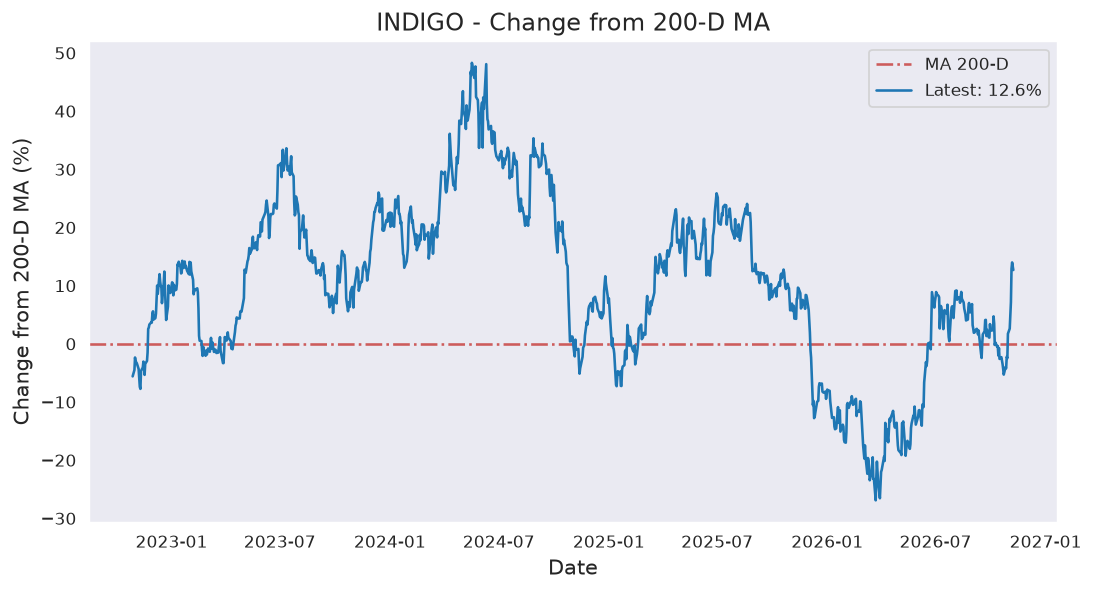 INDIGO - Change from 200-D MA
MA 200-D
Latest: 12.6%
Change from 200-D MA (%)
50
40
30
20
10
0
−10
−20
−30
2023-01 2023-07 2024-01 2024-07 2025-01 2025-07 2026-01 2026-07 2027-01
Date